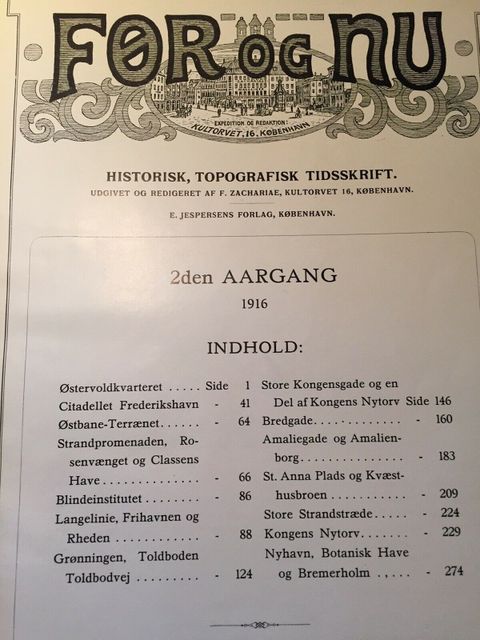 FØR OG NU
EXPEDITION OG REDAKTION:
KULTORVET, 16, KØBENHAVN
HISTORISK, TOPOGRAFISK TIDSSKRIFT.
UDGIVET OG REDIGERET AF F. ZACHARIAE, KULTORVET 16, KØBENHAVN.
E. JESPERSENS FORLAG, KØBENHAVN.
2den AARGANG
1916
INDHOLD:
Østervoldkvarteret ..... Side 1
Citadellet Frederikshavn - 41
Østbane-Terrænet...... - 64
Strandpromenaden, Ro-
senvænget og Classens
Have ................ - 66
Blindeinstitutet ........ - 86
Langelinie, Frihavnen og
Rheden ............ - 88
Grønningen, Toldboden
Toldbodvej ......... - 124
Store Kongensgade og en
Del af Kongens Nytorv Side 146
Bredgade.............. - 160
Amaliegade og Amalien-
borg................ - 183
St. Anna Plads og Kvæst-
husbroen ........... - 209
Store Strandstræde..... - 224
Kongens Nytorv....... - 229
Nyhavn, Botanisk Have
og Bremerholm ..... - 274